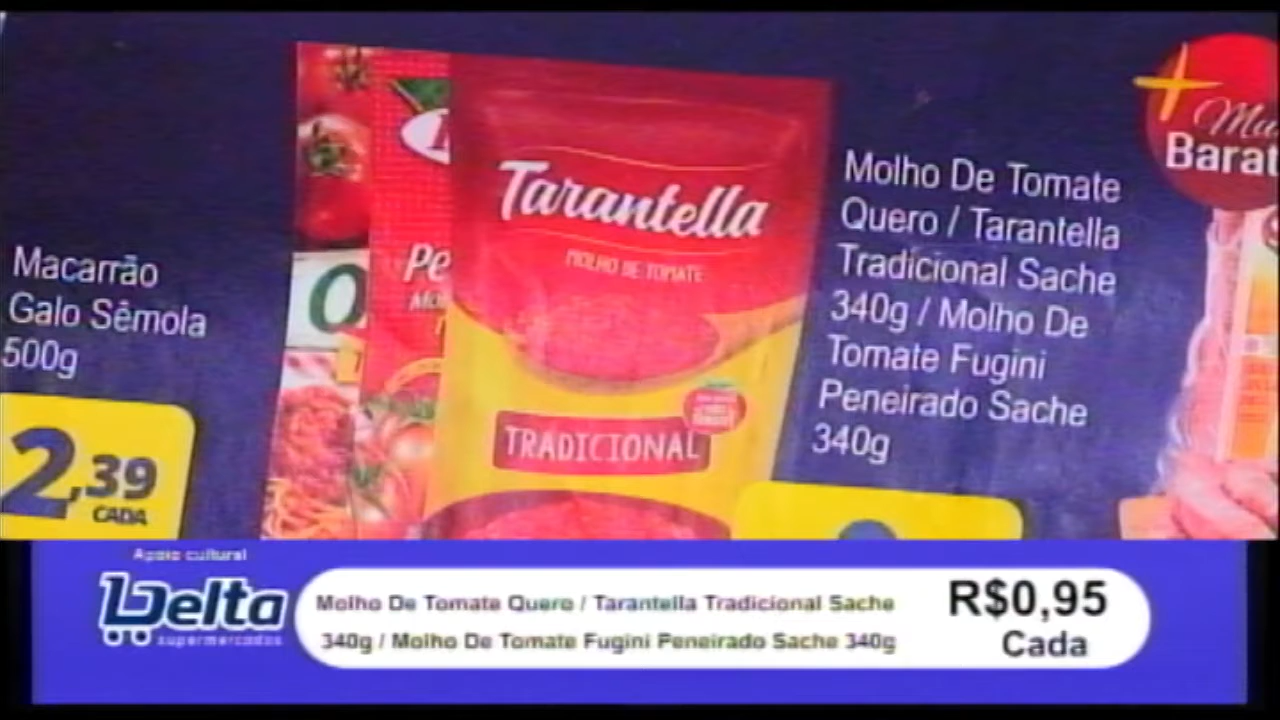 Macarrão
Galo Sêmola
500g
2,39
CADA
Pe
Tarantella
MOLHO DE TOMATE
TRADICIONAL
Molho De Tomate
Quero / Tarantella
Tradicional Sache
340g / Molho De
Tomate Fugini
Peneirado Sache
340g
+
Barat
Apoio cultural
Delta
supermercados
Molho De Tomate Quero / Tarantella Tradicional Sache
340g / Molho De Tomate Fugini Peneirado Sache 340g
R$0,95
Cada